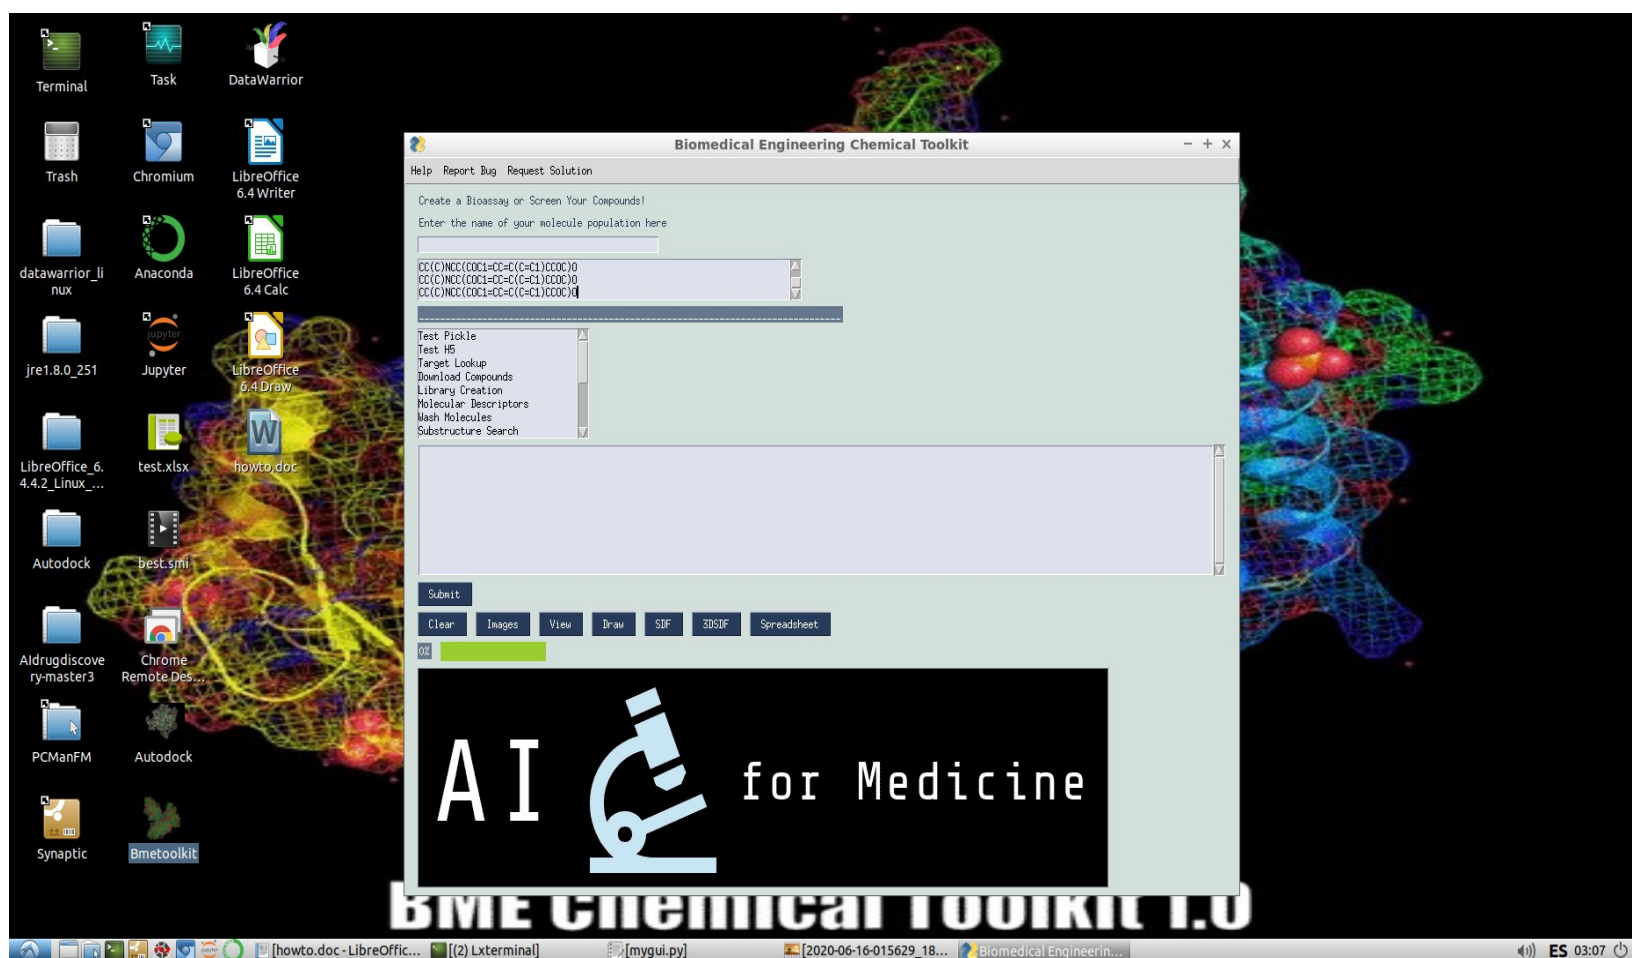 Terminal
Task
DataWarrior
Trash
Chromium
LibreOffice
6.4 Writer
datawarrior_li
nux
Anaconda
LibreOffice
6.4 Calc
jre1.8.0_251
jupyter
Jupyter
LibreOffice
6.4 Draw
LibreOffice_6.
4.4.2_Linux_...
test.xlsx
W
howto.doc
Autodock
best.smi
AIdrugdiscove
ry-master3
Chrome
Remote Des...
PCManFM
Autodock
Synaptic
Bmetoolkit
Biomedical Engineering Chemical Toolkit
Help Report Bug Request Solution
Create a Bioassay or Screen Your Compounds!
Enter the name of your molecule population here
CC(C)NCC(COC1=CC=C(C=C1)CCOC)O
CC(C)NCC(COC1=CC=C(C=C1)CCOC)O
CC(C)NCC(COC1=CC=C(C=C1)CCOC)O
Test Pickle
Test H5
Target Lookup
Download Compounds
Library Creation
Molecular Descriptors
Wash Molecules
Substructure Search
Submit
Clear Images View Draw SDF 3DSDF Spreadsheet
0%
AI for Medicine
BME Chemical Toolkit 1.0
[howto.doc - LibreOffic... [(2) Lxterminal] [mygui.py] [2020-06-16-015629_18... Biomedical Engineerin... ES 03:07